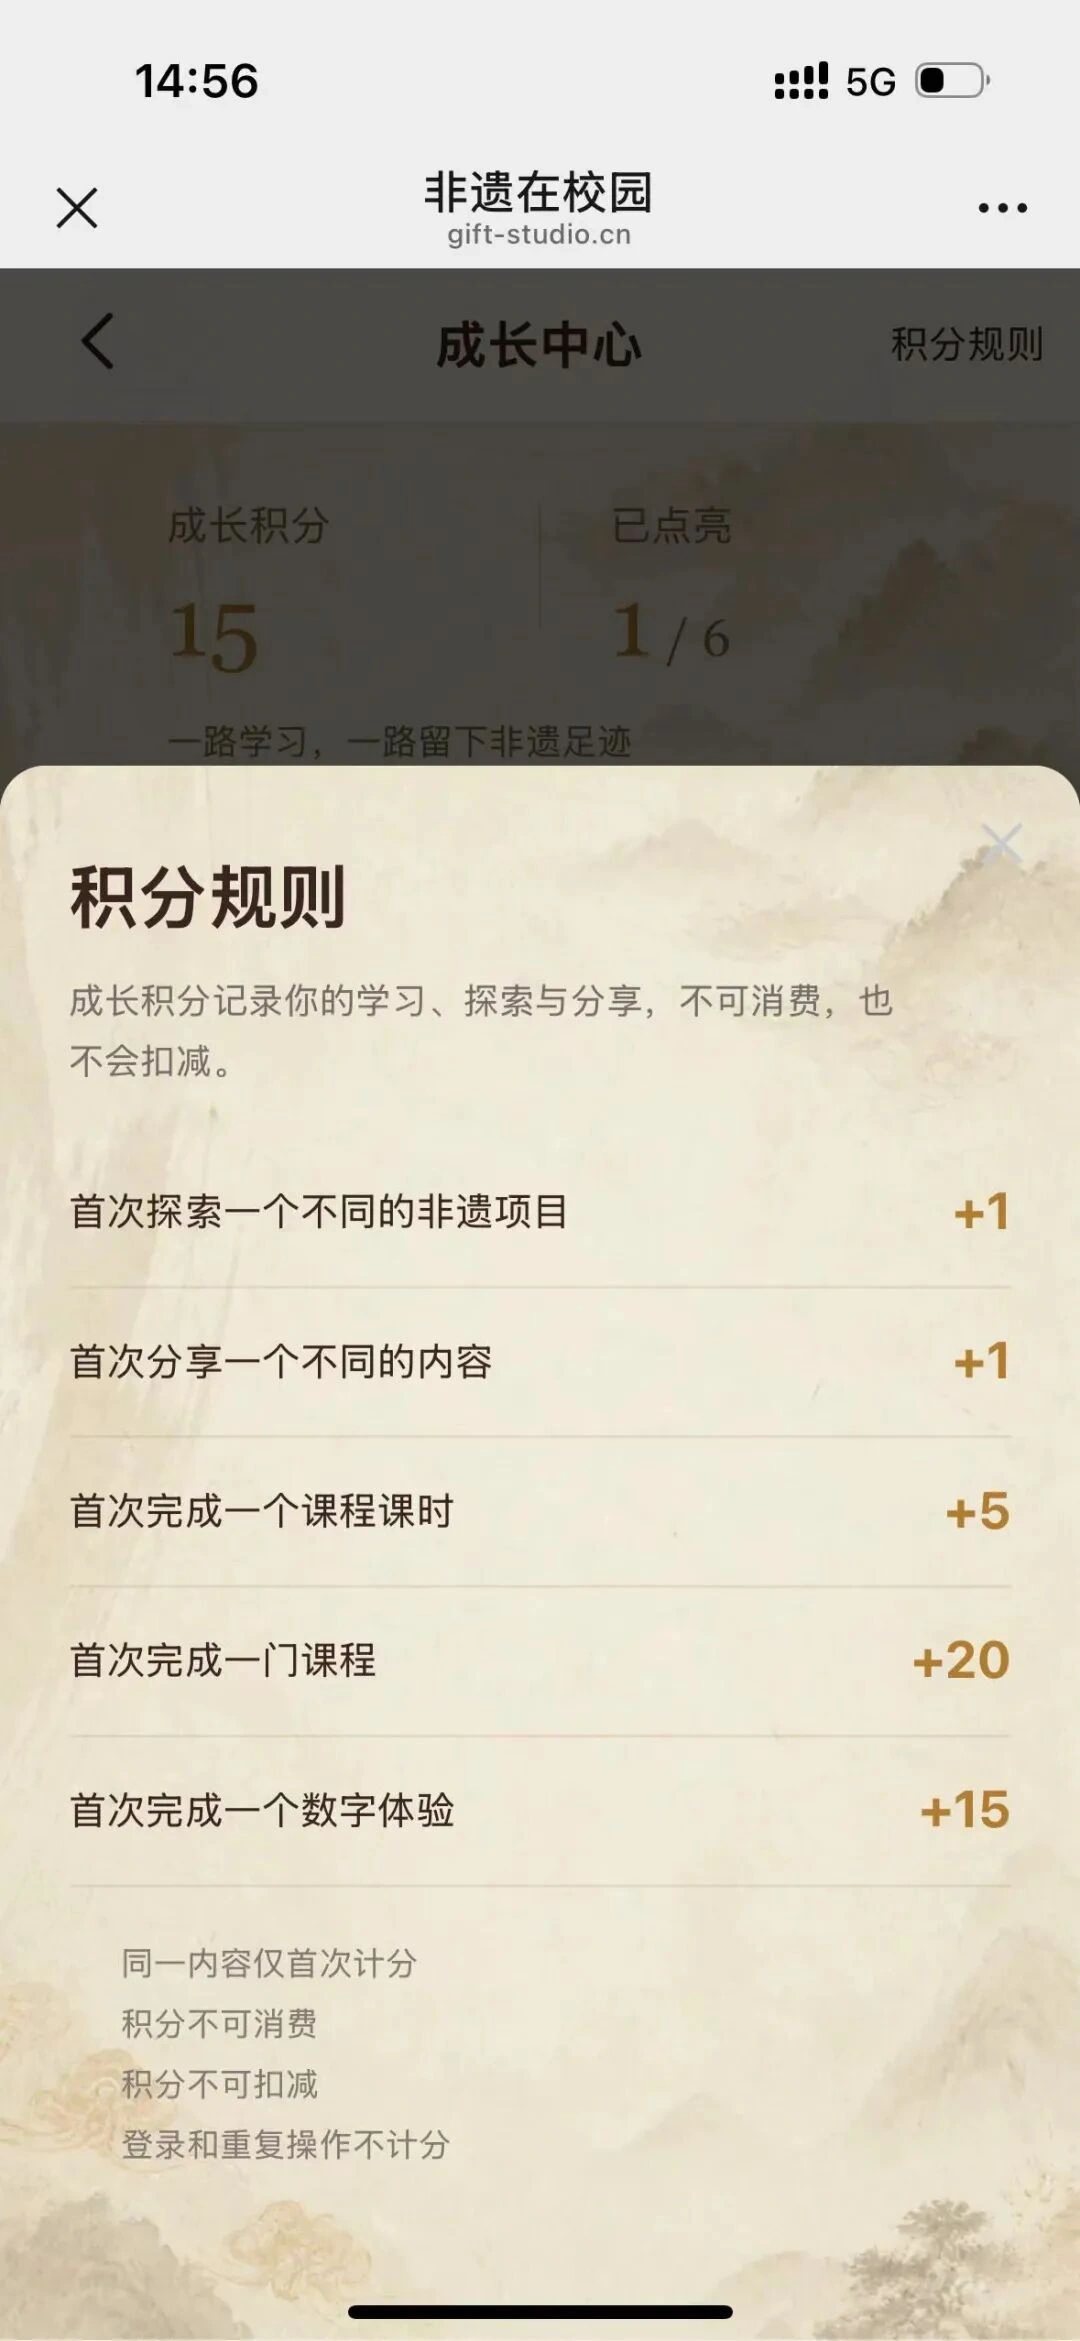 14:56
5G
非遗在校园
gift-studio.cn
成长中心
积分规则
成长积分
已点亮
15
1 / 6
一路学习，一路留下非遗足迹
积分规则
成长积分记录你的学习、探索与分享，不可消费，也
不会扣减。
首次探索一个不同的非遗项目
+1
首次分享一个不同的内容
+1
首次完成一个课程课时
+5
首次完成一门课程
+20
首次完成一个数字体验
+15
同一内容仅首次计分
积分不可消费
积分不可扣减
登录和重复操作不计分